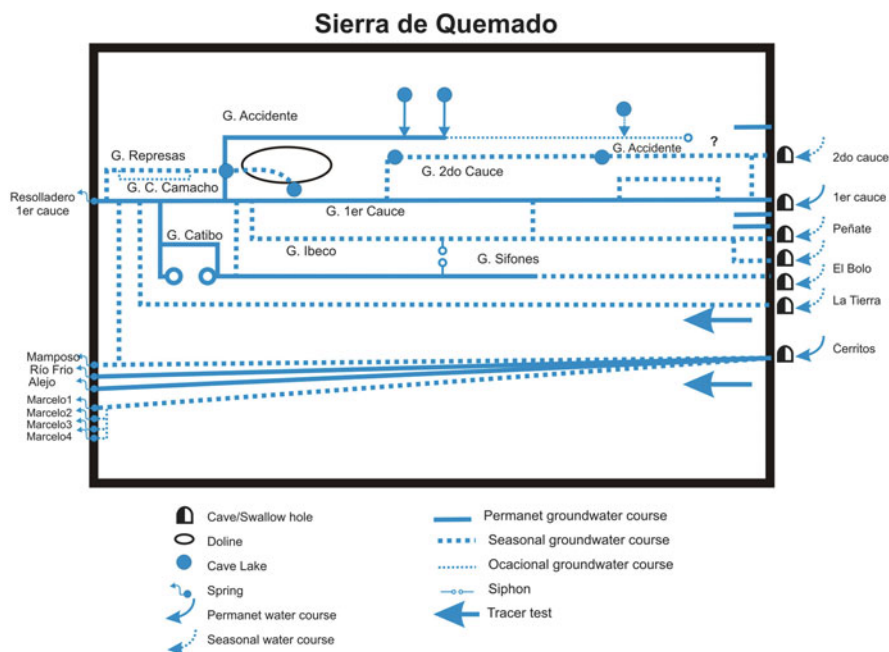 Sierra de Quemado
G. Accidente
?
G. Accidente
2do cauce
G. Represas
G. 2do Cauce
G. C. Camacho
Resolladero
1er cauce
1er cauce
G. 1er Cauce
Peñate
G. Catibo
G. Ibeco
G. Sifones
El Bolo
La Tierra
Cerritos
Mamposo
Río Frio
Alejo
Marcelo1
Marcelo2
Marcelo3
Marcelo4
Cave/Swallow hole
Doline
Cave Lake
Spring
Permanet water course
Seasonal water course
Permanet groundwater course
Seasonal groundwater course
Ocacional groundwater course
Siphon
Tracer test